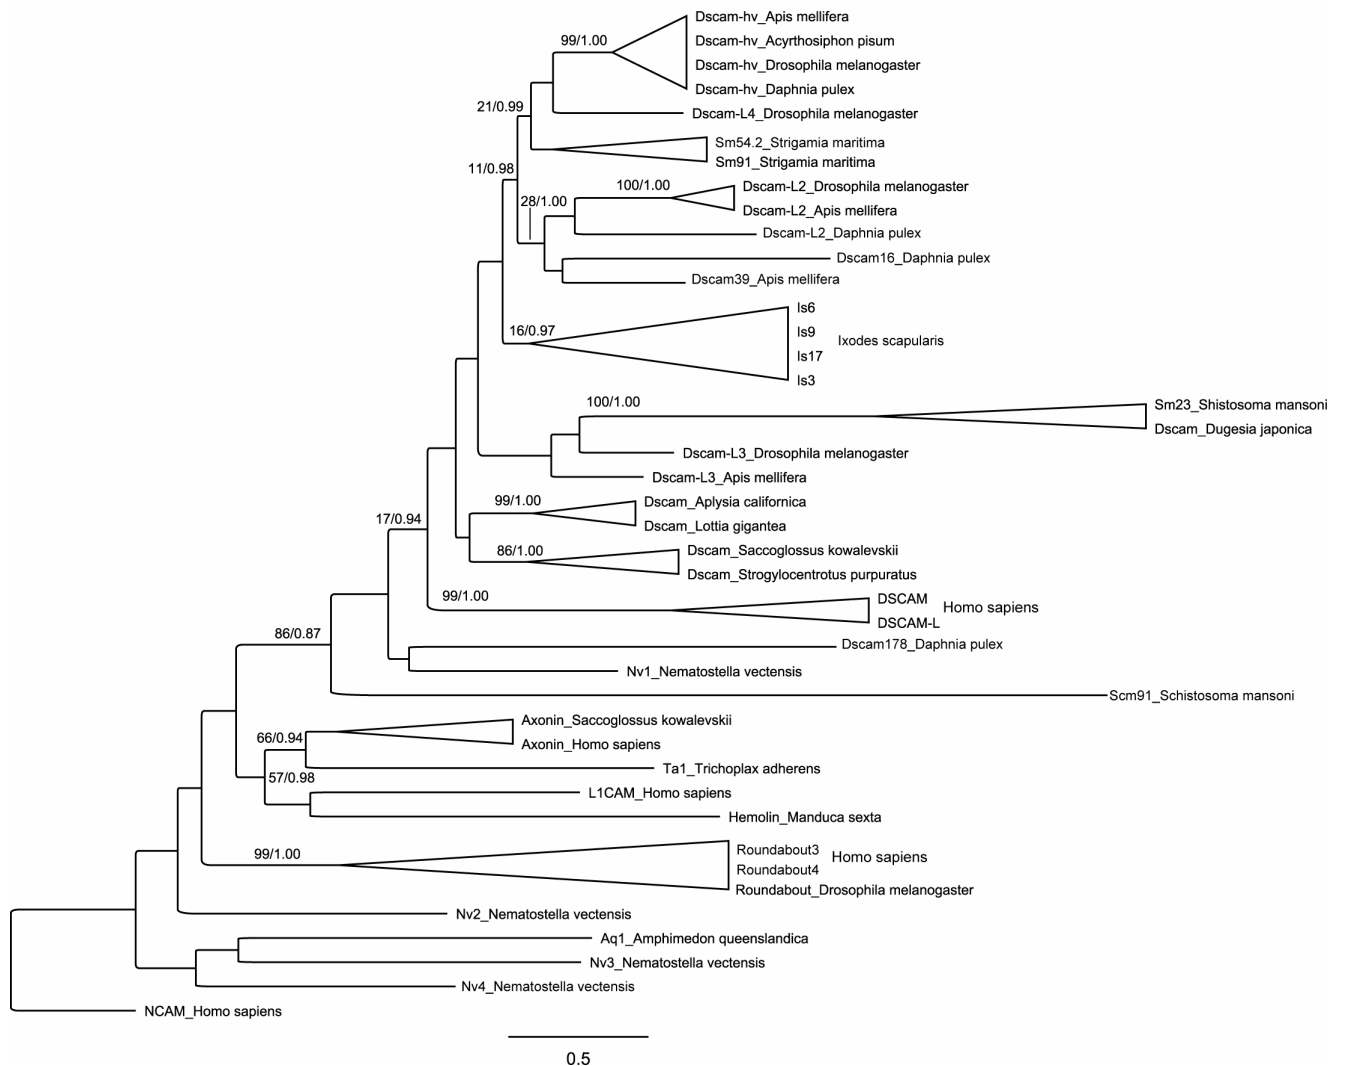 Dscam-hv_Apis mellifera
99/1.00
Dscam-hv_Acyrthosiphon pisum
Dscam-hv_Drosophila melanogaster
Dscam-hv_Daphnia pulex
21/0.99
Dscam-L4_Drosophila melanogaster
Sm54.2_Strigamia maritima
Sm91_Strigamia maritima
11/0.98
100/1.00
Dscam-L2_Drosophila melanogaster
28/1.00
Dscam-L2_Apis mellifera
Dscam-L2_Daphnia pulex
Dscam16_Daphnia pulex
Dscam39_Apis mellifera
Is6
16/0.97
Is9
Ixodes scapularis
Is17
Is3
100/1.00
Sm23_Shistosoma mansoni
Dscam_Dugesia japonica
Dscam-L3_Drosophila melanogaster
Dscam-L3_Apis mellifera
99/1.00
Dscam_Aplysia californica
17/0.94
Dscam_Lottia gigantea
86/1.00
Dscam_Saccoglossus kowalevskii
Dscam_Strogylocentrotus purpuratus
99/1.00
DSCAM
Homo sapiens
DSCAM-L
86/0.87
Dscam178_Daphnia pulex
Nv1_Nematostella vectensis
Scm91_Schistosoma mansoni
Axonin_Saccoglossus kowalevskii
66/0.94
Axonin_Homo sapiens
Ta1_Trichoplax adherens
57/0.98
L1CAM_Homo sapiens
Hemolin_Manduca sexta
99/1.00
Roundabout3
Homo sapiens
Roundabout4
Roundabout_Drosophila melanogaster
Nv2_Nematostella vectensis
Aq1_Amphimedon queenslandica
Nv3_Nematostella vectensis
Nv4_Nematostella vectensis
NCAM_Homo sapiens
0.5